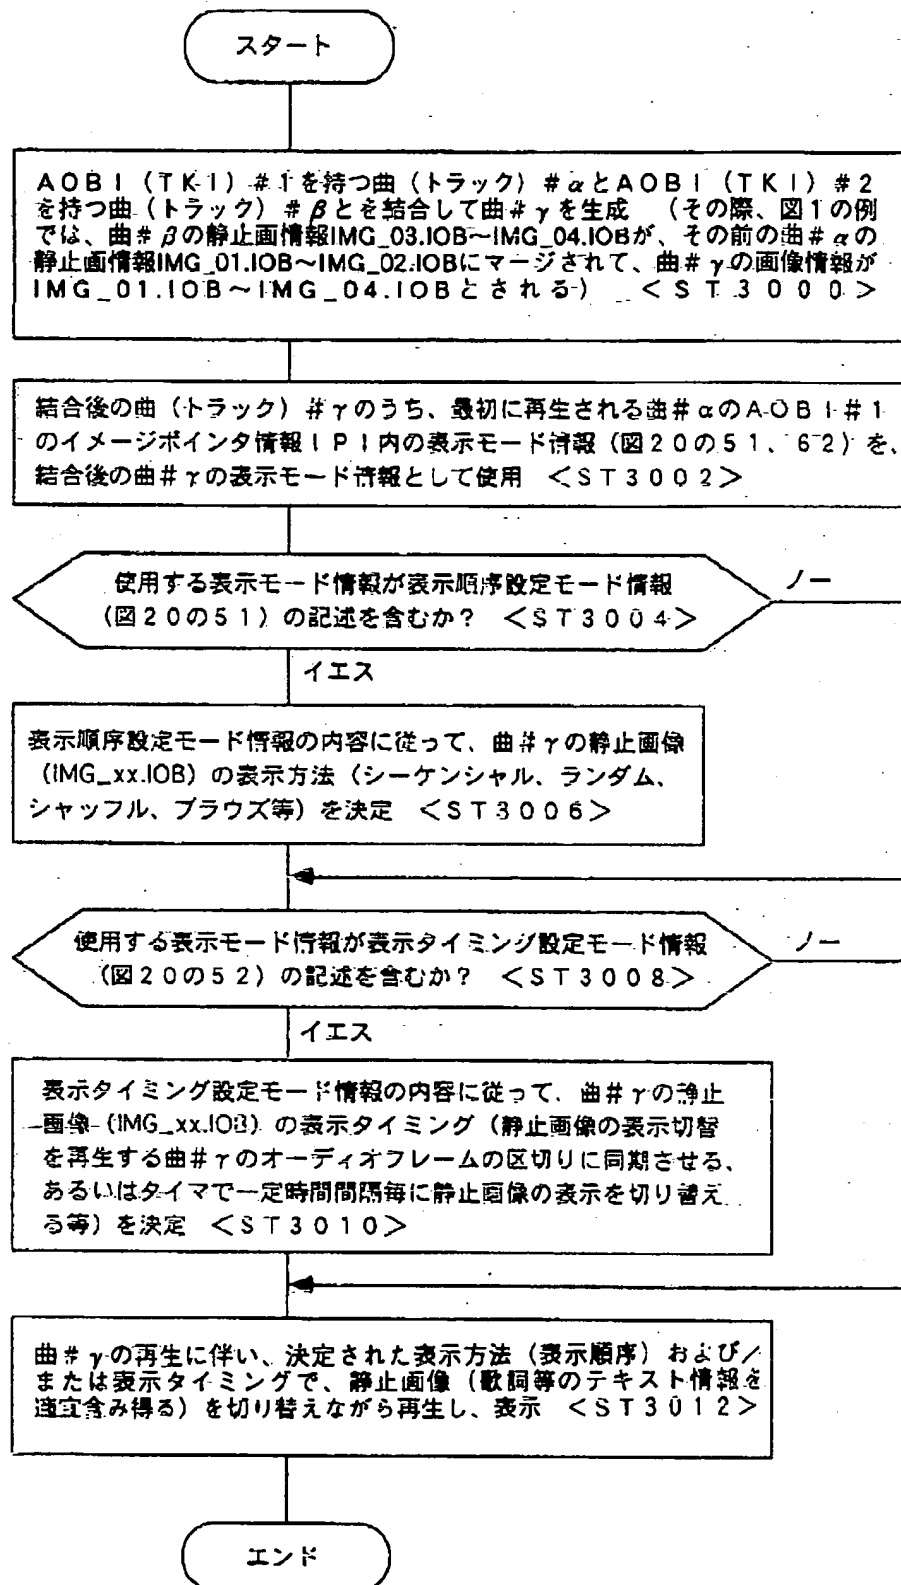 スタート
AOBI（TKI）#1を持つ曲（トラック）#αとAOBI（TKI）#2
を持つ曲（トラック）#βとを結合して曲#γを生成　（その際、図1の例
では、曲#βの静止画情報IMG_03.IOB～IMG_04.IOBが、その前の曲#αの
静止画情報IMG_01.IOB～IMG_02.IOBにマージされて、曲#γの画像情報が
IMG_01.IOB～IMG_04.IOBとされる）　＜ST3000＞
結合後の曲（トラック）#γのうち、最初に再生される曲#αのAOBI#1
のイメージポインタ情報IPI内の表示モード情報（図20の51、62）を、
結合後の曲#γの表示モード情報として使用　＜ST3002＞
使用する表示モード情報が表示順序設定モード情報
（図20の51）の記述を含むか？　＜ST3004＞
ノー
イエス
表示順序設定モード情報の内容に従って、曲#γの静止画像
（IMG_xx.IOB）の表示方法（シーケンシャル、ランダム、
シャッフル、ブラウズ等）を決定　＜ST3006＞
使用する表示モード情報が表示タイミング設定モード情報
（図20の52）の記述を含むか？　＜ST3008＞
ノー
イエス
表示タイミング設定モード情報の内容に従って、曲#γの静止
画像（IMG_xx.IOB）の表示タイミング（静止画像の表示切替
を再生する曲#γのオーディオフレームの区切りに同期させる、
あるいはタイマで一定時間間隔毎に静止画像の表示を切り替え
る等）を決定　＜ST3010＞
曲#γの再生に伴い、決定された表示方法（表示順序）および／
または表示タイミングで、静止画像（歌詞等のテキスト情報を
適宜含み得る）を切り替えながら再生し、表示　＜ST3012＞
エンド